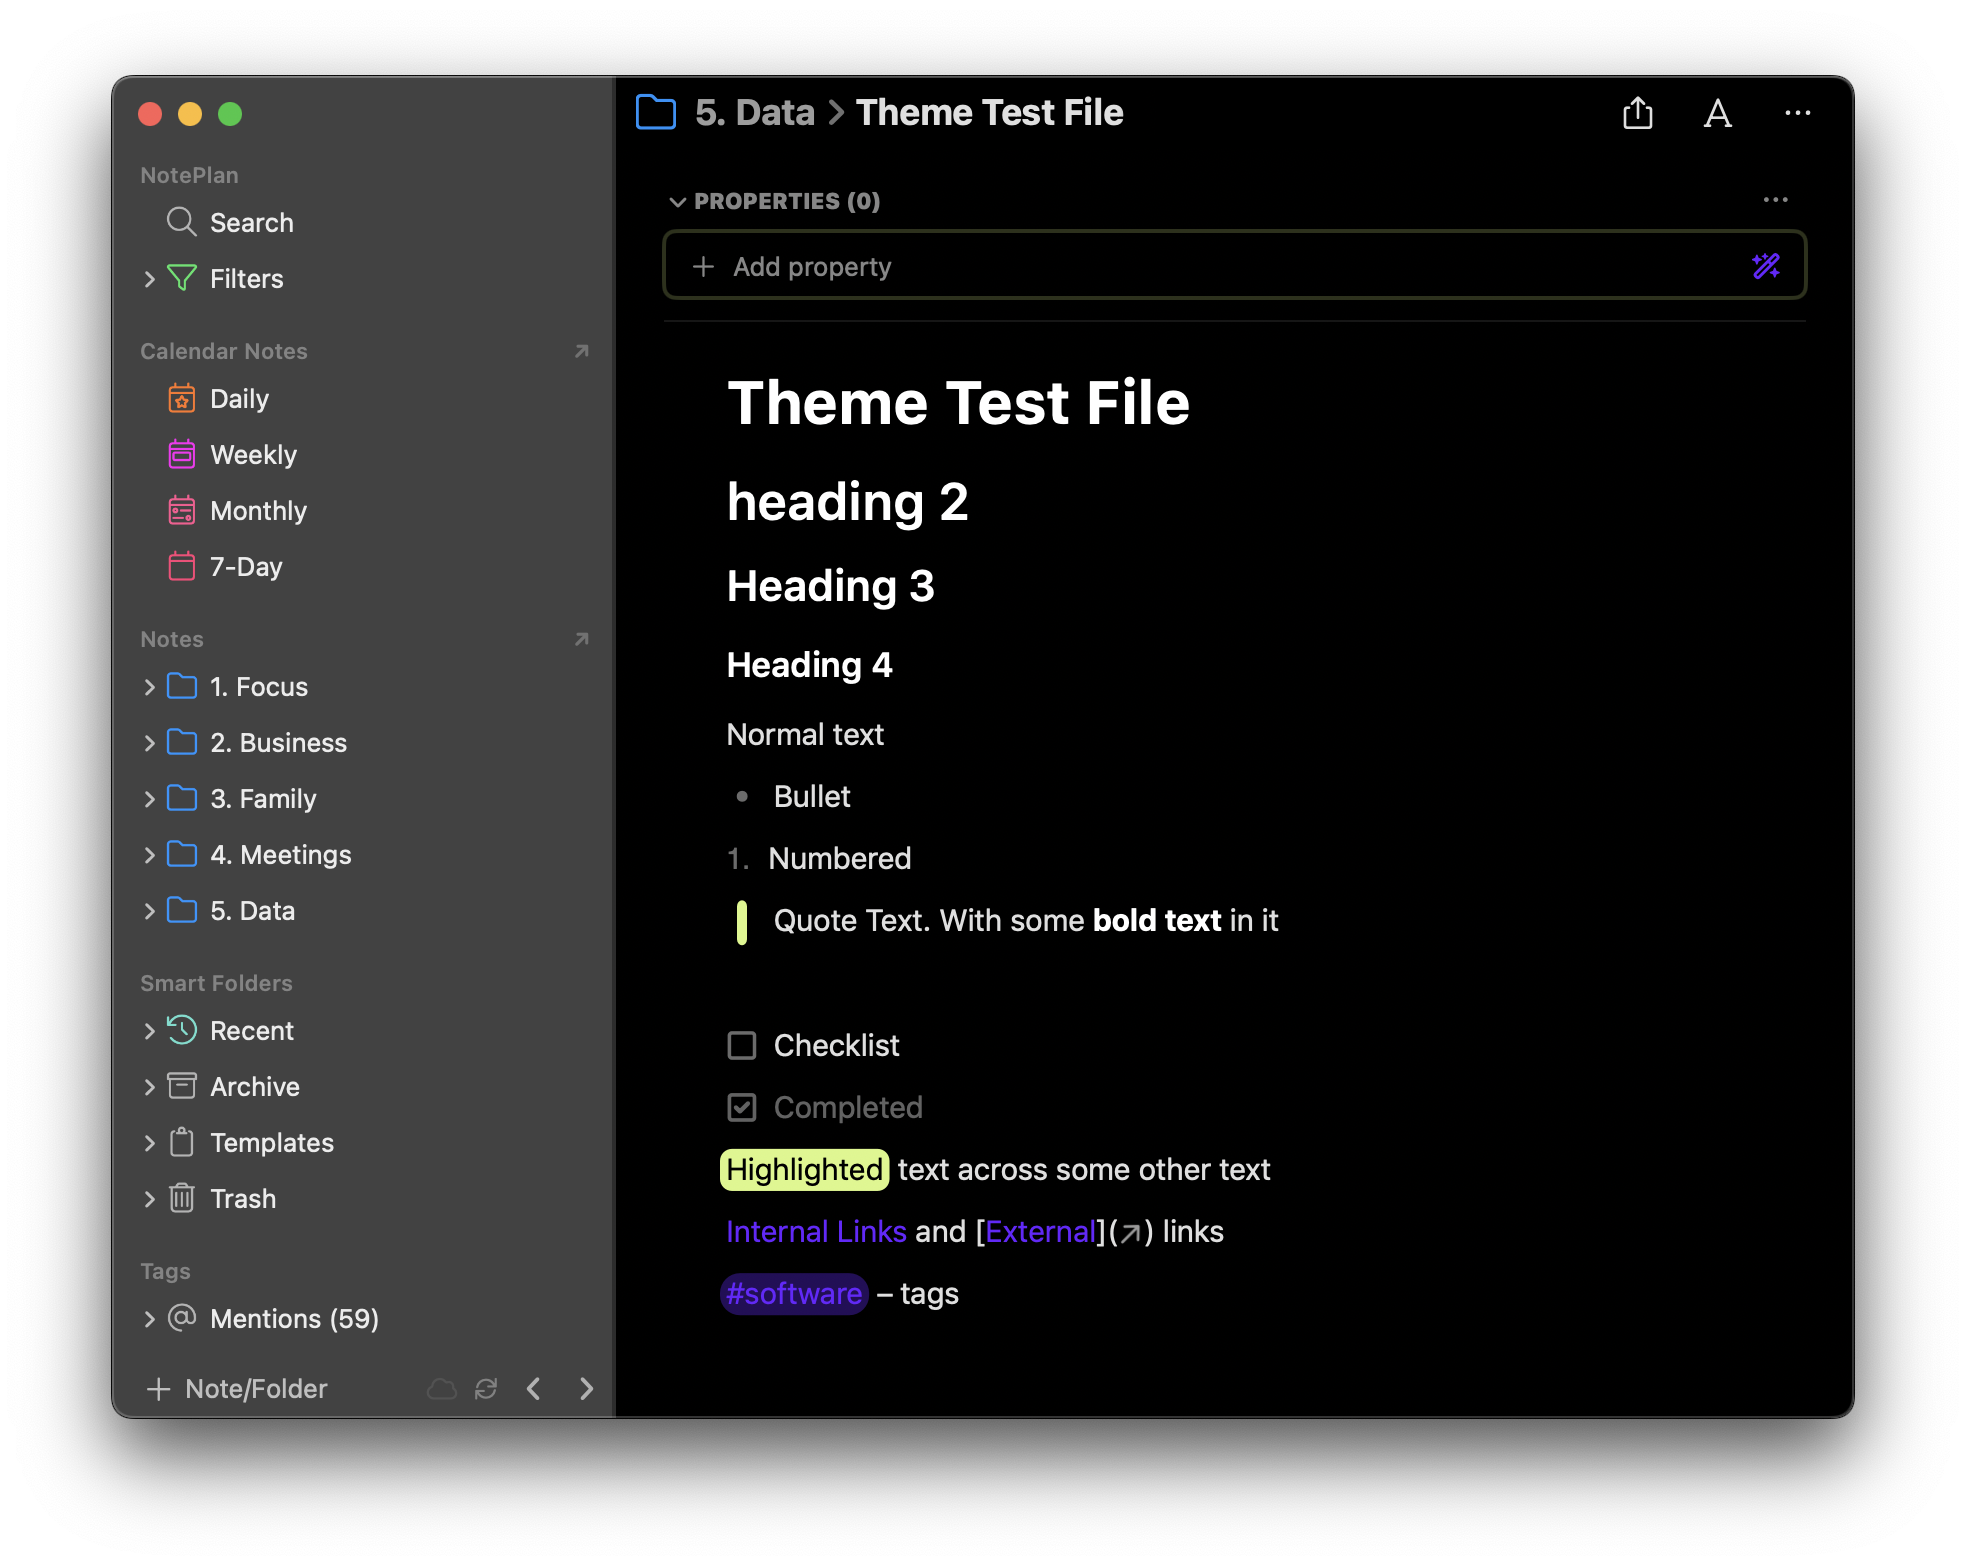 NotePlan
Search
Filters
Calendar Notes
Daily
Weekly
Monthly
7-Day
Notes
1. Focus
2. Business
3. Family
4. Meetings
5. Data
Smart Folders
Recent
Archive
Templates
Trash
Tags
Mentions (59)
Note/Folder
5. Data > Theme Test File
PROPERTIES (0)
Add property
Theme Test File
heading 2
Heading 3
Heading 4
Normal text
• Bullet
1. Numbered
Quote Text. With some bold text in it
Checklist
Completed
Highlighted text across some other text
Internal Links and [External](↗) links
#software – tags